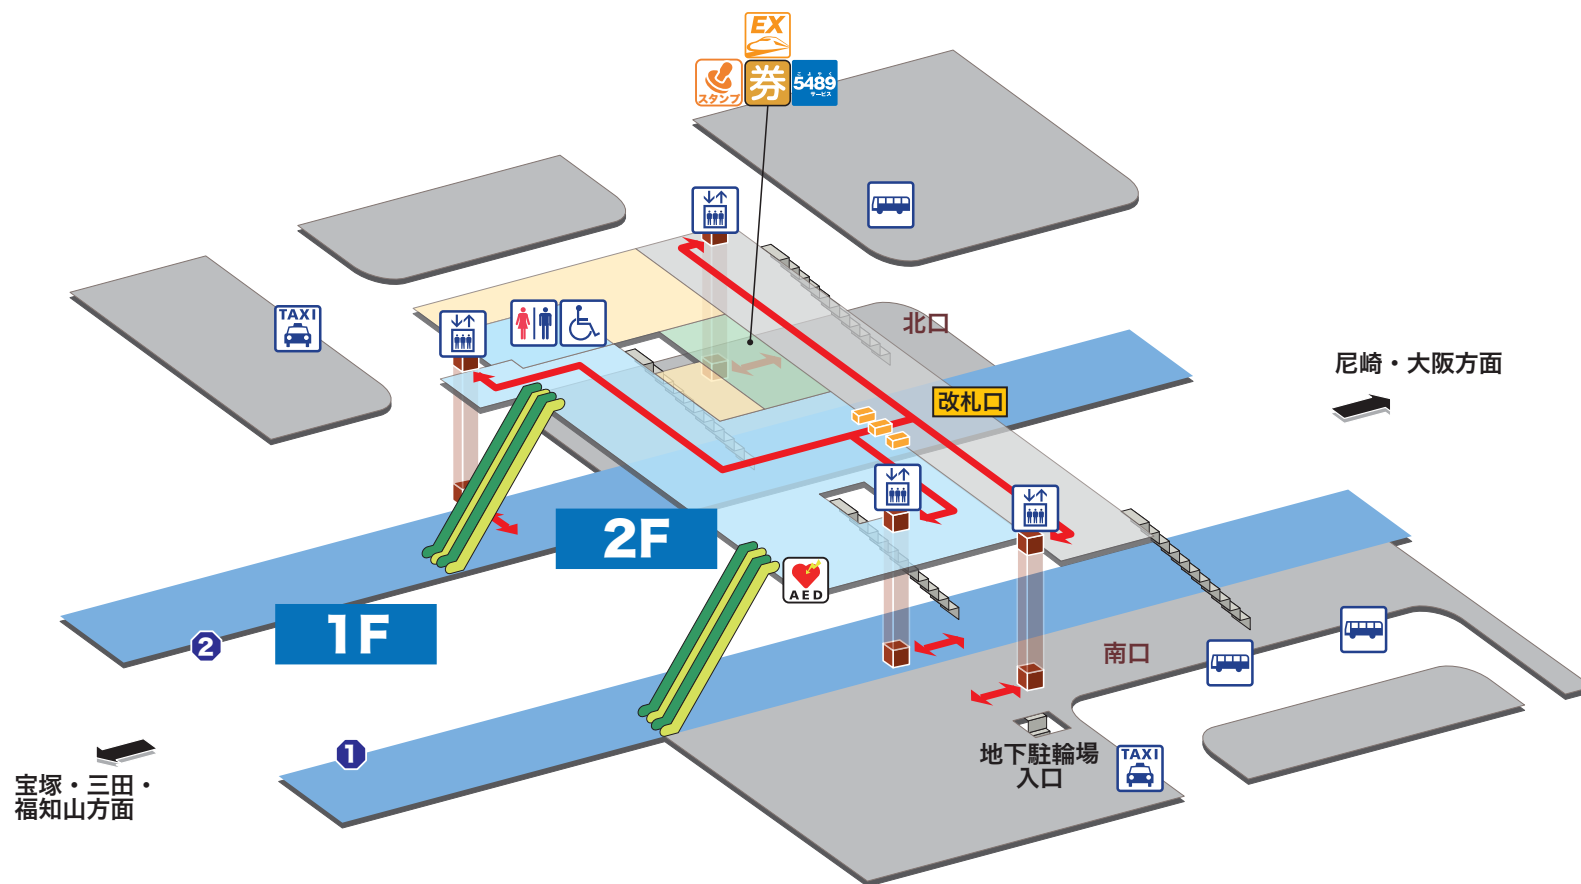 EX
スタンプ
券
5489
サービス
TAXI
北口
尼崎・大阪方面
改札口
2F
AED
1F
2
南口
1
地下駐輪場
入口
TAXI
宝塚・三田・
福知山方面